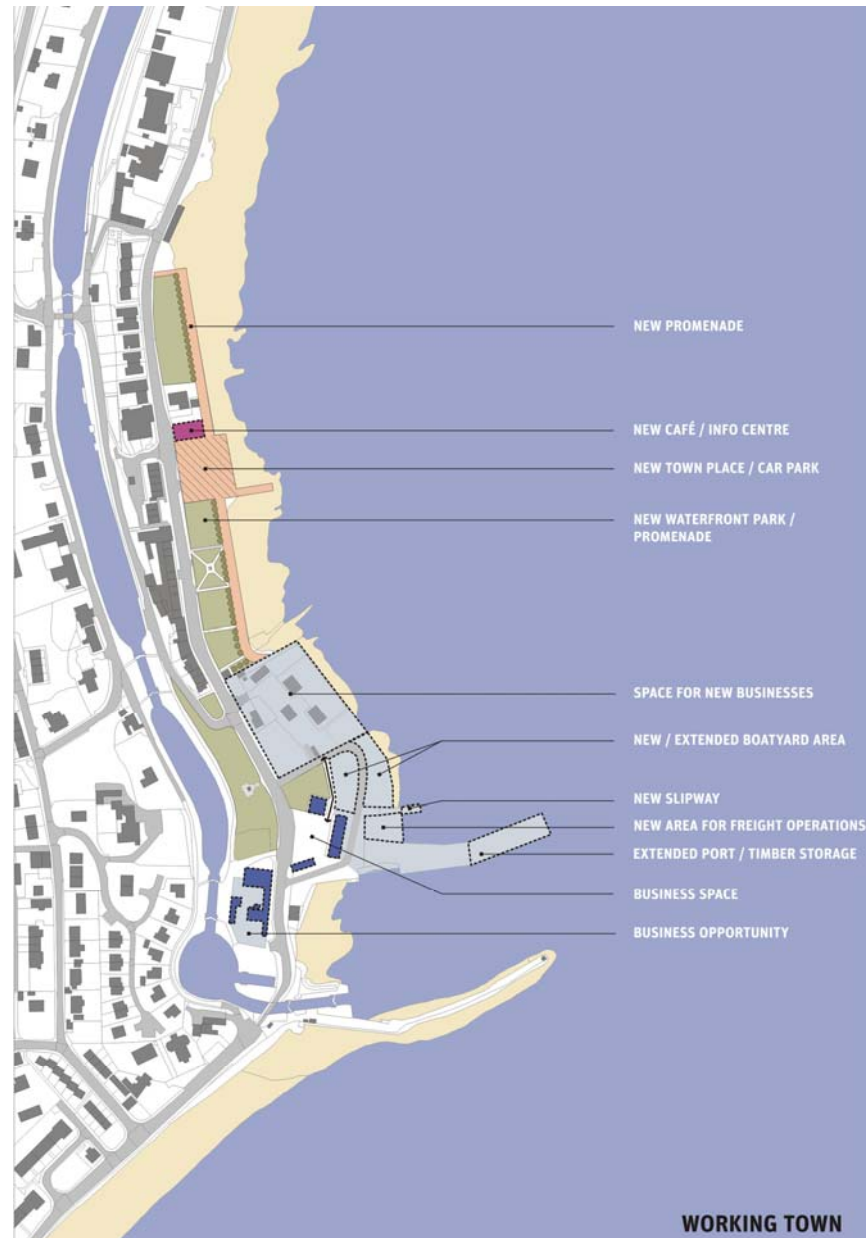 NEW PROMENADE
NEW CAFÉ / INFO CENTRE
NEW TOWN PLACE / CAR PARK
NEW WATERFRONT PARK /
PROMENADE
SPACE FOR NEW BUSINESSES
NEW / EXTENDED BOATYARD AREA
NEW SLIPWAY
NEW AREA FOR FREIGHT OPERATIONS
EXTENDED PORT / TIMBER STORAGE
BUSINESS SPACE
BUSINESS OPPORTUNITY
WORKING TOWN